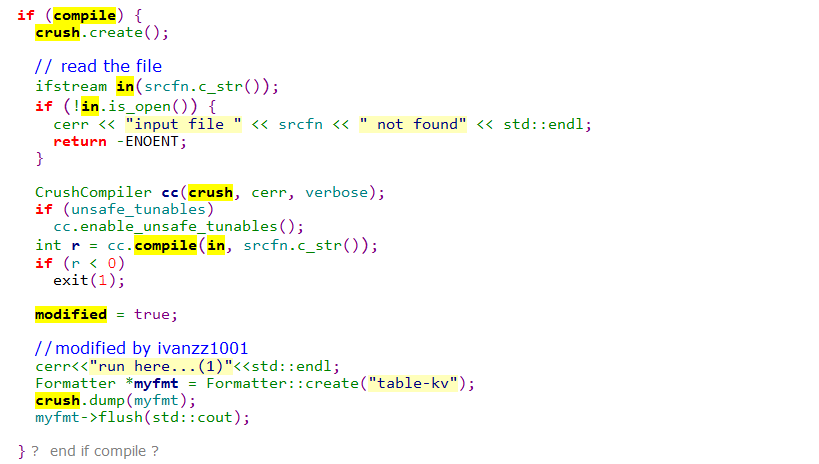 if (compile) {
crush.create();
// read the file
ifstream in(srcfn.c_str());
if (!in.is_open()) {
cerr << "input file " << srcfn << " not found" << std::endl;
return -ENOENT;
}
CrushCompiler cc(crush, cerr, verbose);
if (unsafe_tunables)
cc.enable_unsafe_tunables();
int r = cc.compile(in, srcfn.c_str());
if (r < 0)
exit(1);
modified = true;
//modified by ivanzz1001
cerr<<"run here...(1)"<<std::endl;
Formatter *myfmt = Formatter::create("table-kv");
crush.dump(myfmt);
myfmt->flush(std::cout);
} ? end if compile ?